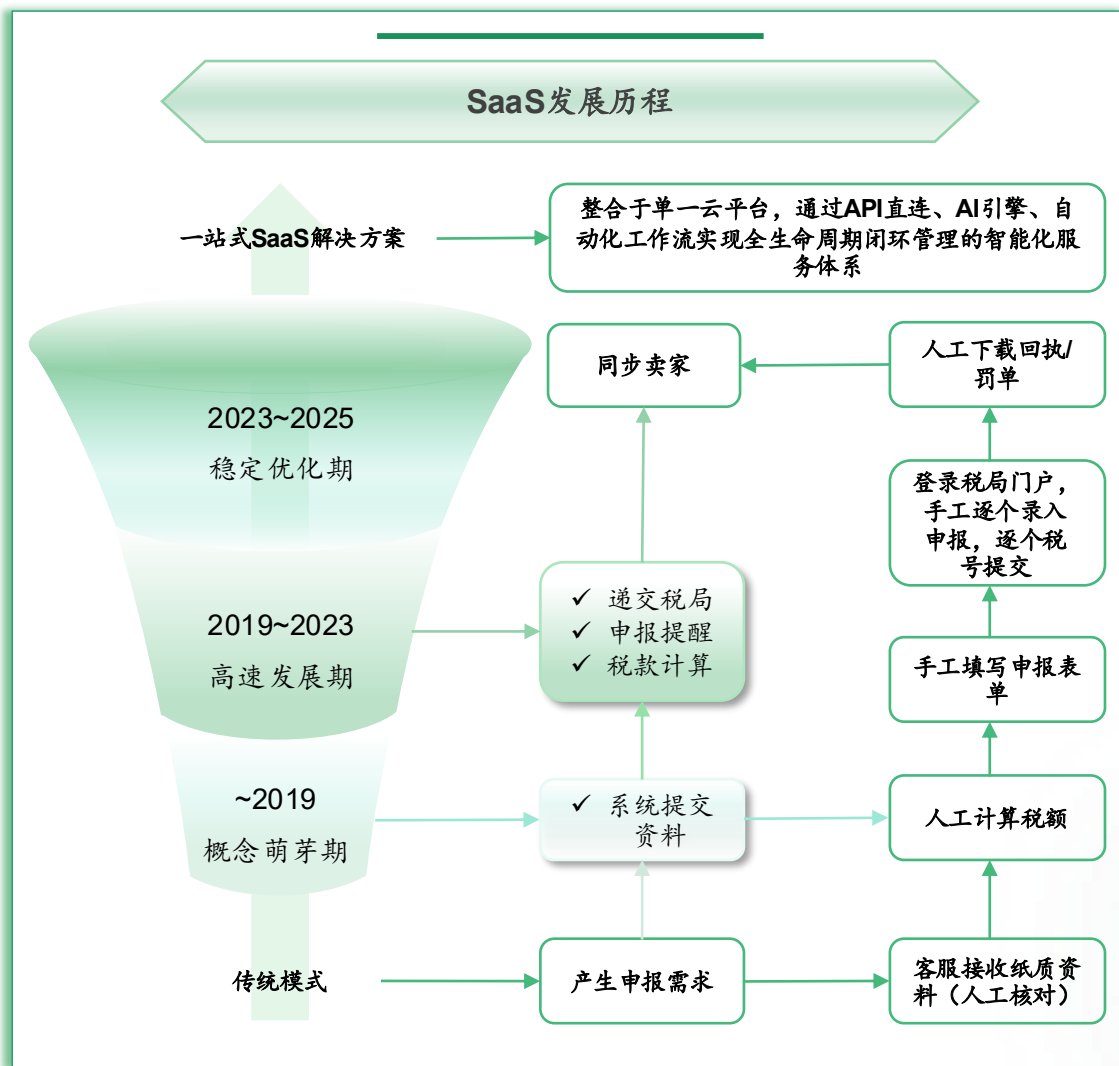 SaaS发展历程
一站式SaaS解决方案
整合于单一云平台，通过API直连、AI引擎、自
动化工作流实现全生命周期闭环管理的智能化服
务体系
2023~2025
稳定优化期
同步卖家
人工下载回执/
罚单
登录税局门户，
手工逐个录入
申报，逐个税
号提交
2019~2023
高速发展期
✓ 递交税局
✓ 申报提醒
✓ 税款计算
手工填写申报表
单
~2019
概念萌芽期
✓ 系统提交
资料
人工计算税额
传统模式
产生申报需求
客服接收纸质资
料（人工核对）